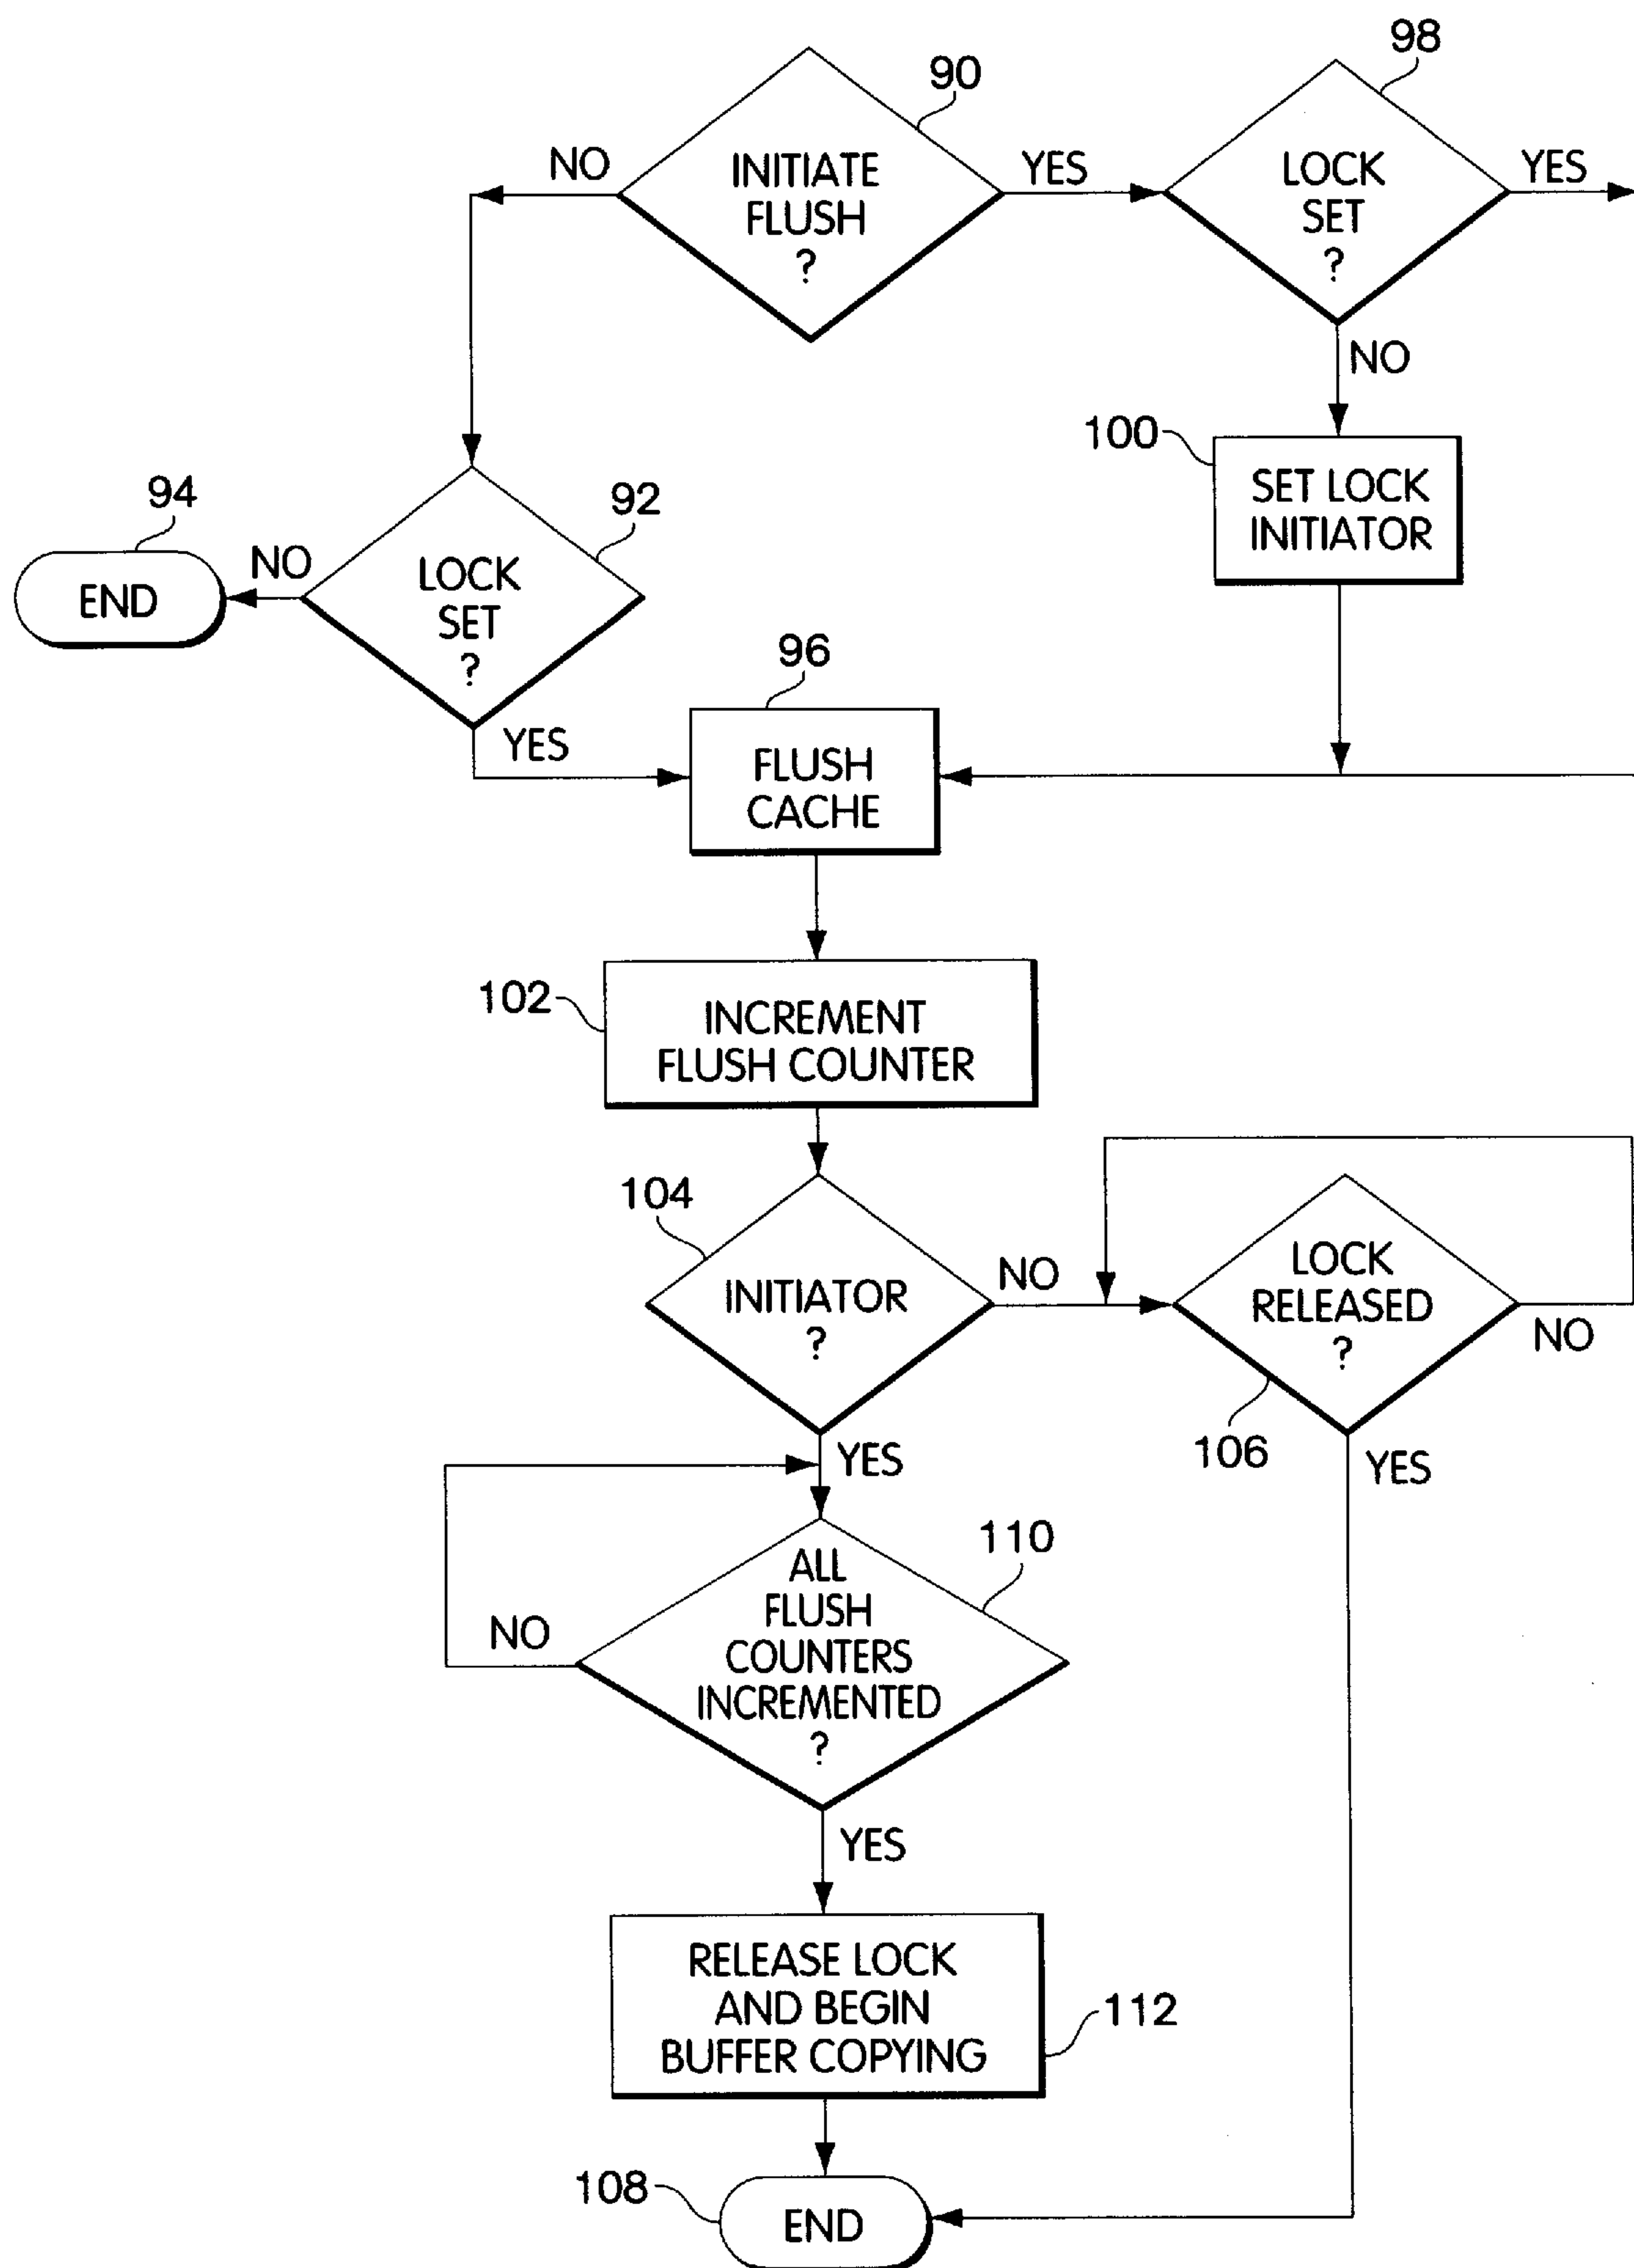 98
90
NO
INITIATE
FLUSH
?
YES
LOCK
SET
?
YES
NO
100
SET LOCK
INITIATOR
94
END
NO
92
LOCK
SET
?
YES
96
FLUSH
CACHE
102
INCREMENT
FLUSH COUNTER
104
INITIATOR
?
NO
LOCK
RELEASED
?
NO
106
YES
YES
110
ALL
FLUSH
COUNTERS
INCREMENTED
?
NO
YES
RELEASE LOCK
AND BEGIN
BUFFER COPYING
112
108
END